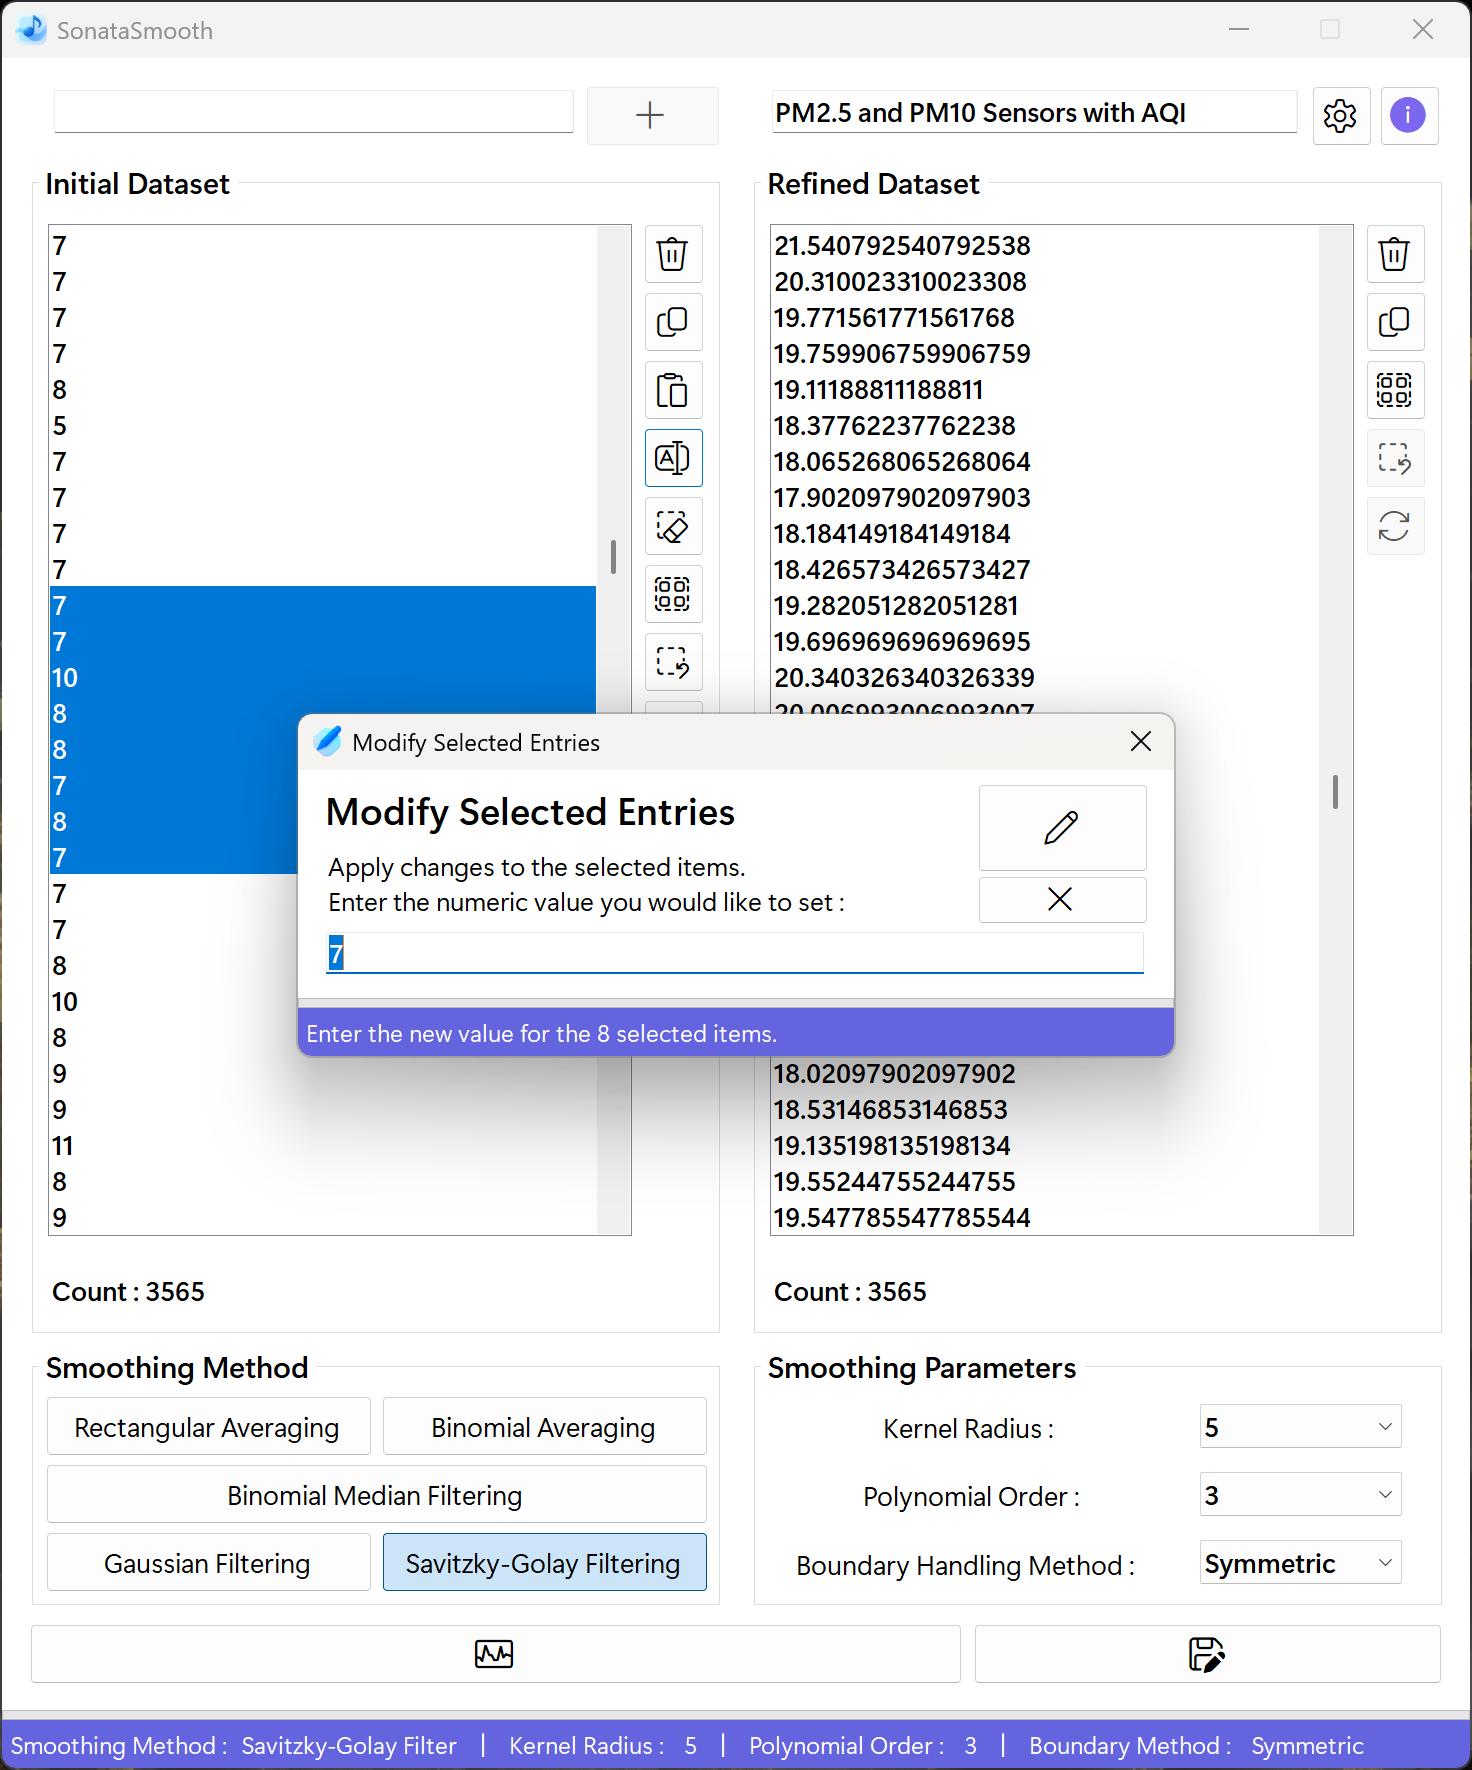 SonataSmooth
PM2.5 and PM10 Sensors with AQI
Initial Dataset
7
7
7
7
8
5
7
7
7
7
7
7
10
8
8
7
8
7
7
7
8
10
8
9
9
11
8
9
Count : 3565
Refined Dataset
21.540792540792538
20.310023310023308
19.771561771561768
19.759906759906759
19.11188811188811
18.37762237762238
18.065268065268064
17.902097902097903
18.184149184149184
18.426573426573427
19.282051282051281
19.696969696969695
20.340326340326339
20.006993006993007
18.02097902097902
18.53146853146853
19.135198135198134
19.55244755244755
19.547785547785544
Count : 3565
Modify Selected Entries
Modify Selected Entries
Apply changes to the selected items.
Enter the numeric value you would like to set :
7
Enter the new value for the 8 selected items.
Smoothing Method
Rectangular Averaging
Binomial Averaging
Binomial Median Filtering
Gaussian Filtering
Savitzky-Golay Filtering
Smoothing Parameters
Kernel Radius : 5
Polynomial Order : 3
Boundary Handling Method : Symmetric
Smoothing Method : Savitzky-Golay Filter | Kernel Radius : 5 | Polynomial Order : 3 | Boundary Method : Symmetric